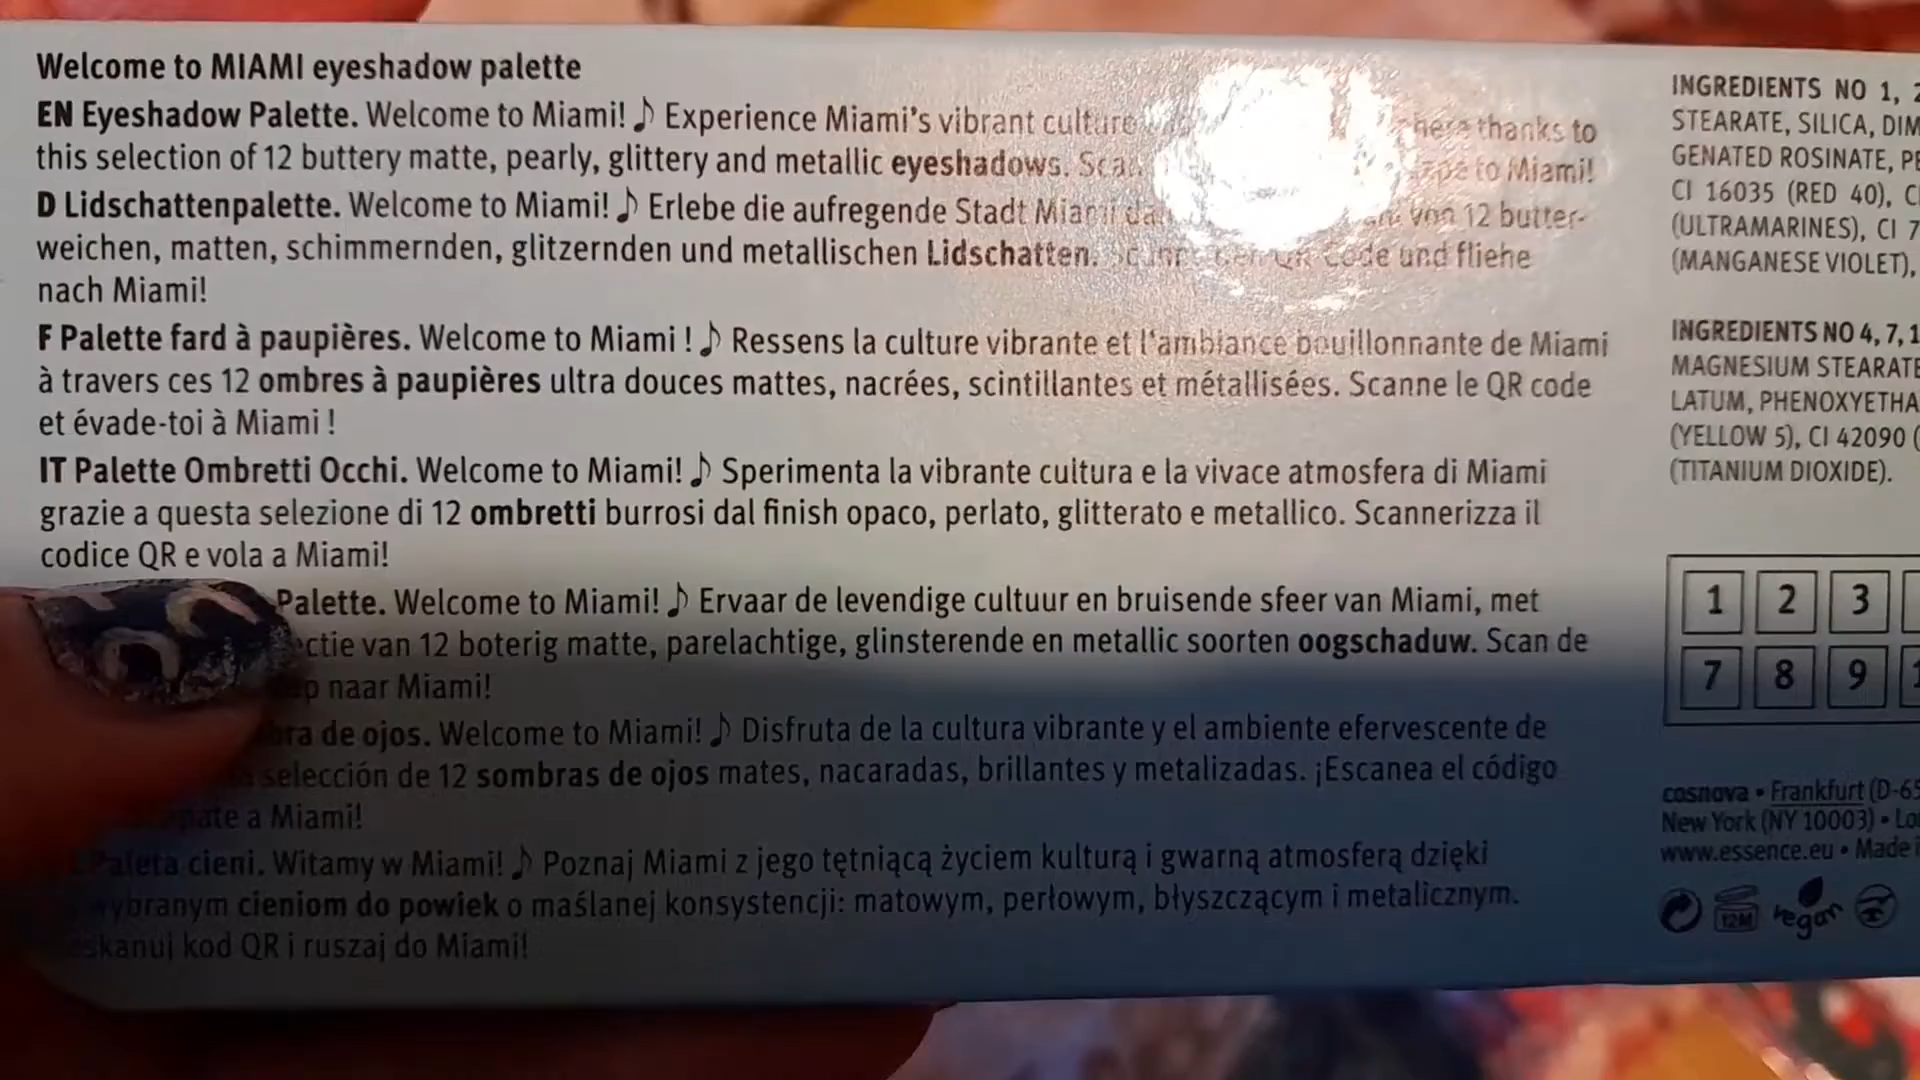 Welcome to MIAMI eyeshadow palette
EN Eyeshadow Palette. Welcome to Miami! ♪ Experience Miami's vibrant culture thanks to
this selection of 12 buttery matte, pearly, glittery and metallic eyeshadows. Scan to Miami!
D Lidschattenpalette. Welcome to Miami! ♪ Erlebe die aufregende Stadt Miami von 12 butter-
weichen, matten, schimmernden, glitzernden und metallischen Lidschatten. QR Code und fliehe
nach Miami!
F Palette fard à paupières. Welcome to Miami ! ♪ Ressens la culture vibrante et l'ambiance bouillonnante de Miami
à travers ces 12 ombres à paupières ultra douces mattes, nacrées, scintillantes et métallisées. Scanne le QR code
et évade-toi à Miami !
IT Palette Ombretti Occhi. Welcome to Miami! ♪ Sperimenta la vibrante cultura e la vivace atmosfera di Miami
grazie a questa selezione di 12 ombretti burrosi dal finish opaco, perlato, glitterato e metallico. Scannerizza il
codice QR e vola a Miami!
Palette. Welcome to Miami! ♪ Ervaar de levendige cultuur en bruisende sfeer van Miami, met
van 12 boterig matte, parelachtige, glinsterende en metallic soorten oogschaduw. Scan de
naar Miami!
de ojos. Welcome to Miami! ♪ Disfruta de la cultura vibrante y el ambiente efervescente de
selección de 12 sombras de ojos mates, nacaradas, brillantes y metalizadas. ¡Escanea el código
a Miami!
Paleta cieni. Witamy w Miami! ♪ Poznaj Miami z jego tętniącą życiem kulturą i gwarną atmosferą dzięki
wybranym cieniom do powiek o maślanej konsystencji: matowym, perłowym, błyszczącym i metalicznym.
kod QR i ruszaj do Miami!
INGREDIENTS NO 1,
STEARATE, SILICA,
GENATED ROSINATE,
CI 16035 (RED 40),
(ULTRAMARINES), CI
(MANGANESE VIOLET),
INGREDIENTS NO 4, 7,
MAGNESIUM STEARATE
LATUM,
(YELLOW 5), CI 42090
(TITANIUM DIOXIDE).
1 2 3
7 8 9
cosnova • Frankfurt
New York (NY 10003) •
www.essence.eu • Made
12M vegan